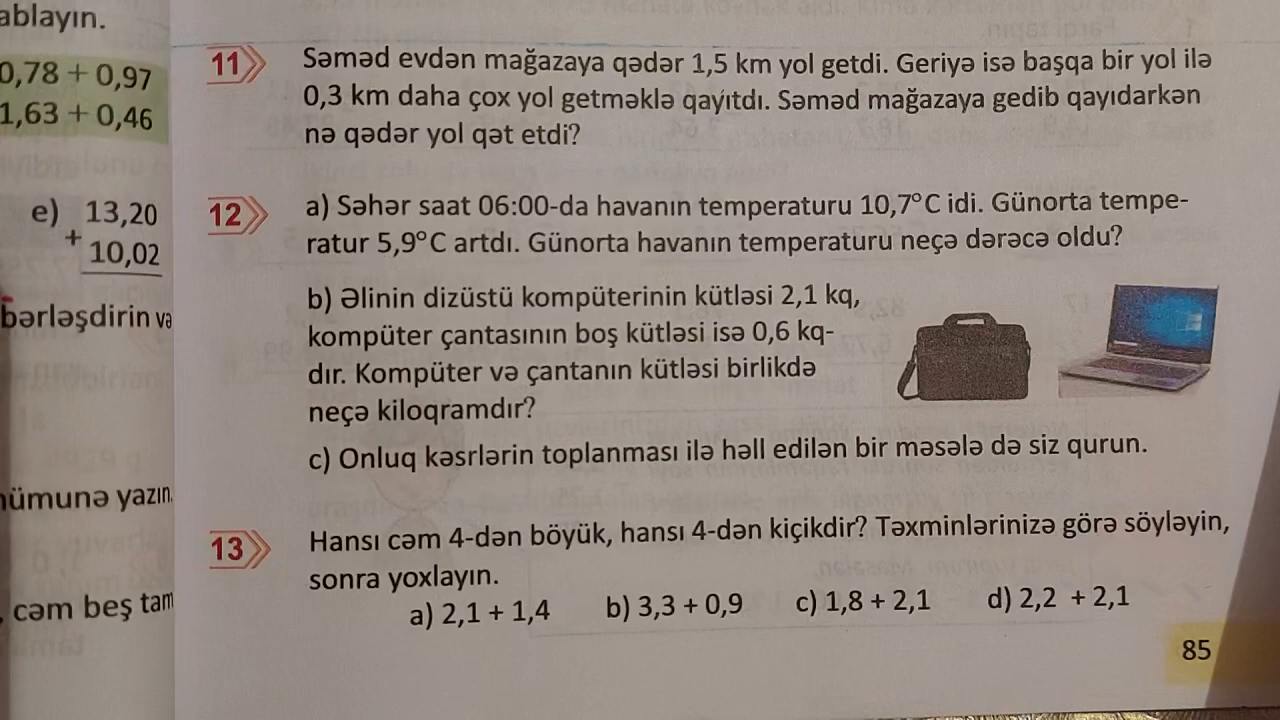 ablayın.
0,78 + 0,97
1,63 + 0,46
e) 13,20
+
10,02
bərləşdirin və
nümunə yazın.
, cəm beş tam
11
Səməd evdən mağazaya qədər 1,5 km yol getdi. Geriyə isə başqa bir yol ilə
0,3 km daha çox yol getməklə qayıtdı. Səməd mağazaya gedib qayıdarkən
nə qədər yol qət etdi?
12
a) Səhər saat 06:00-da havanın temperaturu 10,7°C idi. Günorta tempe-
ratur 5,9°C artdı. Günorta havanın temperaturu neçə dərəcə oldu?
b) Əlinin dizüstü kompüterinin kütləsi 2,1 kq,
kompüter çantasının boş kütləsi isə 0,6 kq-
dır. Kompüter və çantanın kütləsi birlikdə
neçə kiloqramdır?
c) Onluq kəsrlərin toplanması ilə həll edilən bir məsələ də siz qurun.
13
Hansı cəm 4-dən böyük, hansı 4-dən kiçikdir? Təxminlərinizə görə söyləyin,
sonra yoxlayın.
a) 2,1 + 1,4 b) 3,3 + 0,9 c) 1,8 + 2,1 d) 2,2 + 2,1
85